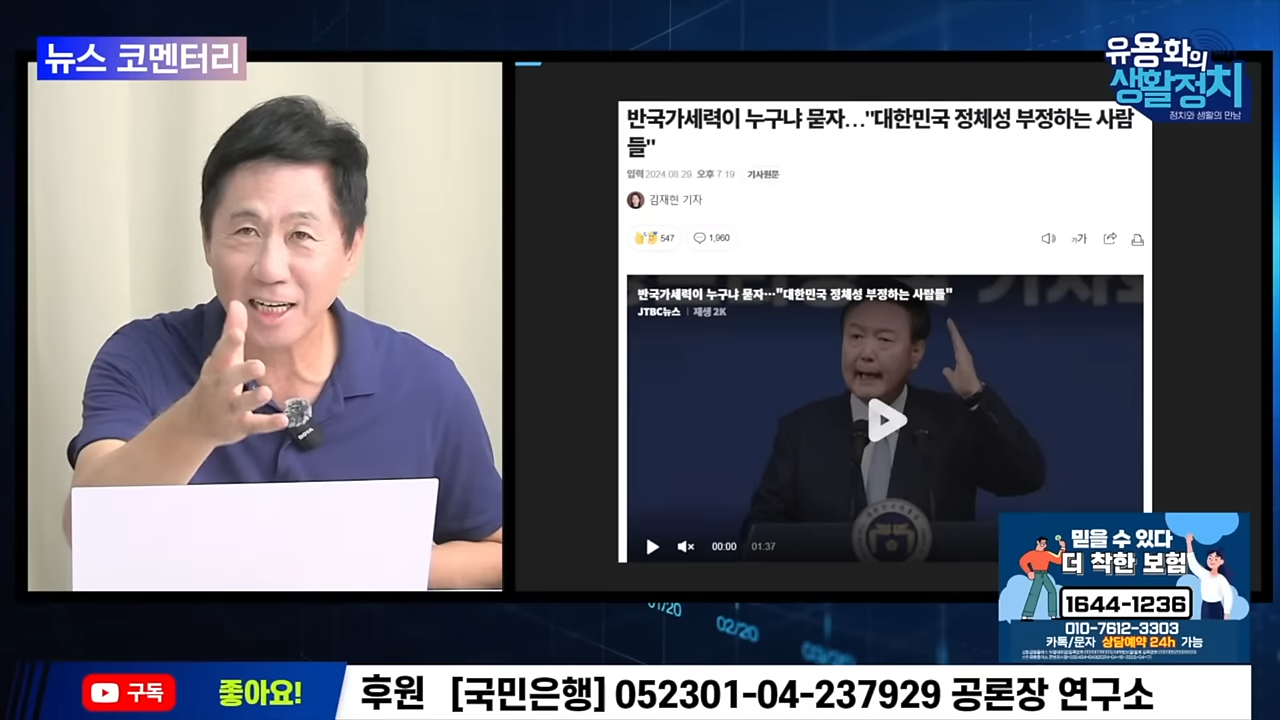 뉴스 코멘터리
유용화의
생활정치
정치와 생활의 만남
반국가세력이 누구냐 묻자…"대한민국 정체성 부정하는 사람
들"
입력 2024.08.29. 오후 7:19 기사원문
김재현 기자
547 1,960
가가
반국가세력이 누구냐 묻자…"대한민국 정체성 부정하는 사람들"
JTBC뉴스 | 재생 2K
00:00 01:37
BOYA
믿을 수 있다
더 착한 보험
1644-1236
010-7612-3303
카톡/문자 상담예약 24h 가능
01/20
02/20
구독
좋아요!
후원 [국민은행] 052301-04-237929 공론장 연구소